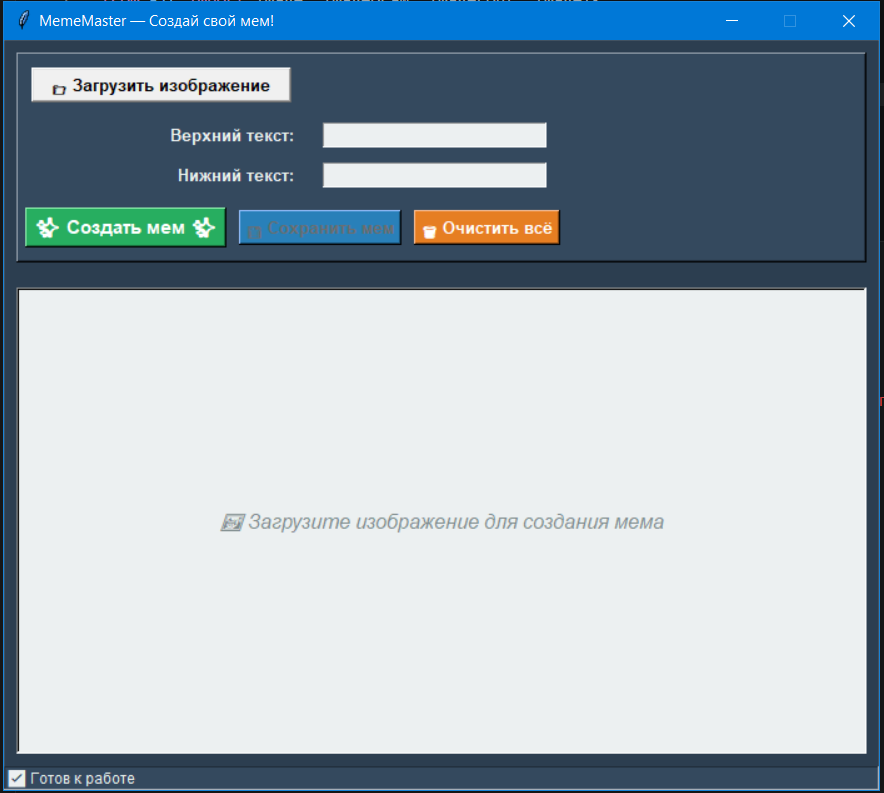 MemeMaster — Создай свой мем!
Загрузить изображение
Верхний текст:
Нижний текст:
Создать мем
Сохранить мем
Очистить всё
Загрузите изображение для создания мема
Готов к работе